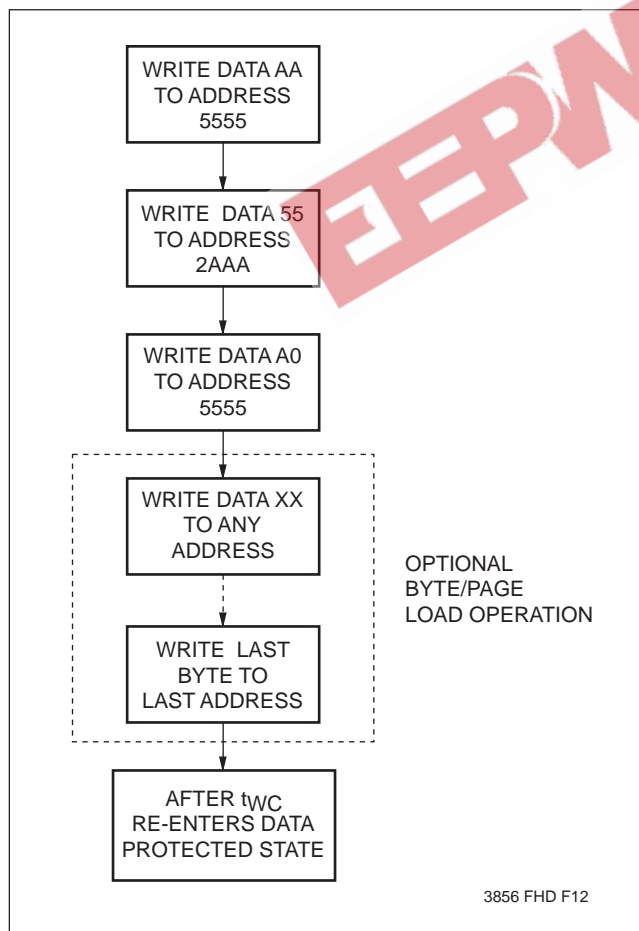 WRITE DATA AA
TO ADDRESS
5555
WRITE DATA 55
TO ADDRESS
2AAA
WRITE DATA A0
TO ADDRESS
5555
WRITE DATA XX
TO ANY
ADDRESS
OPTIONAL
BYTE/PAGE
LOAD OPERATION
WRITE LAST
BYTE TO
LAST ADDRESS
AFTER tWC
RE-ENTERS DATA
PROTECTED STATE
3856 FHD F12
EEPW